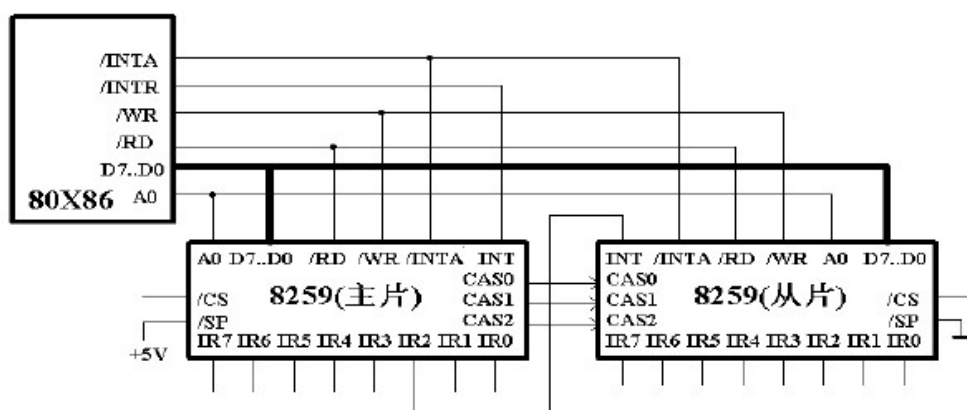 /INTA
/INTR
/WR
/RD
D7..D0
80X86 A0
A0 D7..D0 /RD /WR /INTA INT
CAS0
/CS 8259(主片) CAS1
/SP CAS2
IR7 IR6 IR5 IR4 IR3 IR2 IR1 IR0
+5V
INT /INTA /RD /WR A0 D7..D0
CAS0
CAS1 8259(从片) /CS
CAS2 /SP
IR7 IR6 IR5 IR4 IR3 IR2 IR1 IR0